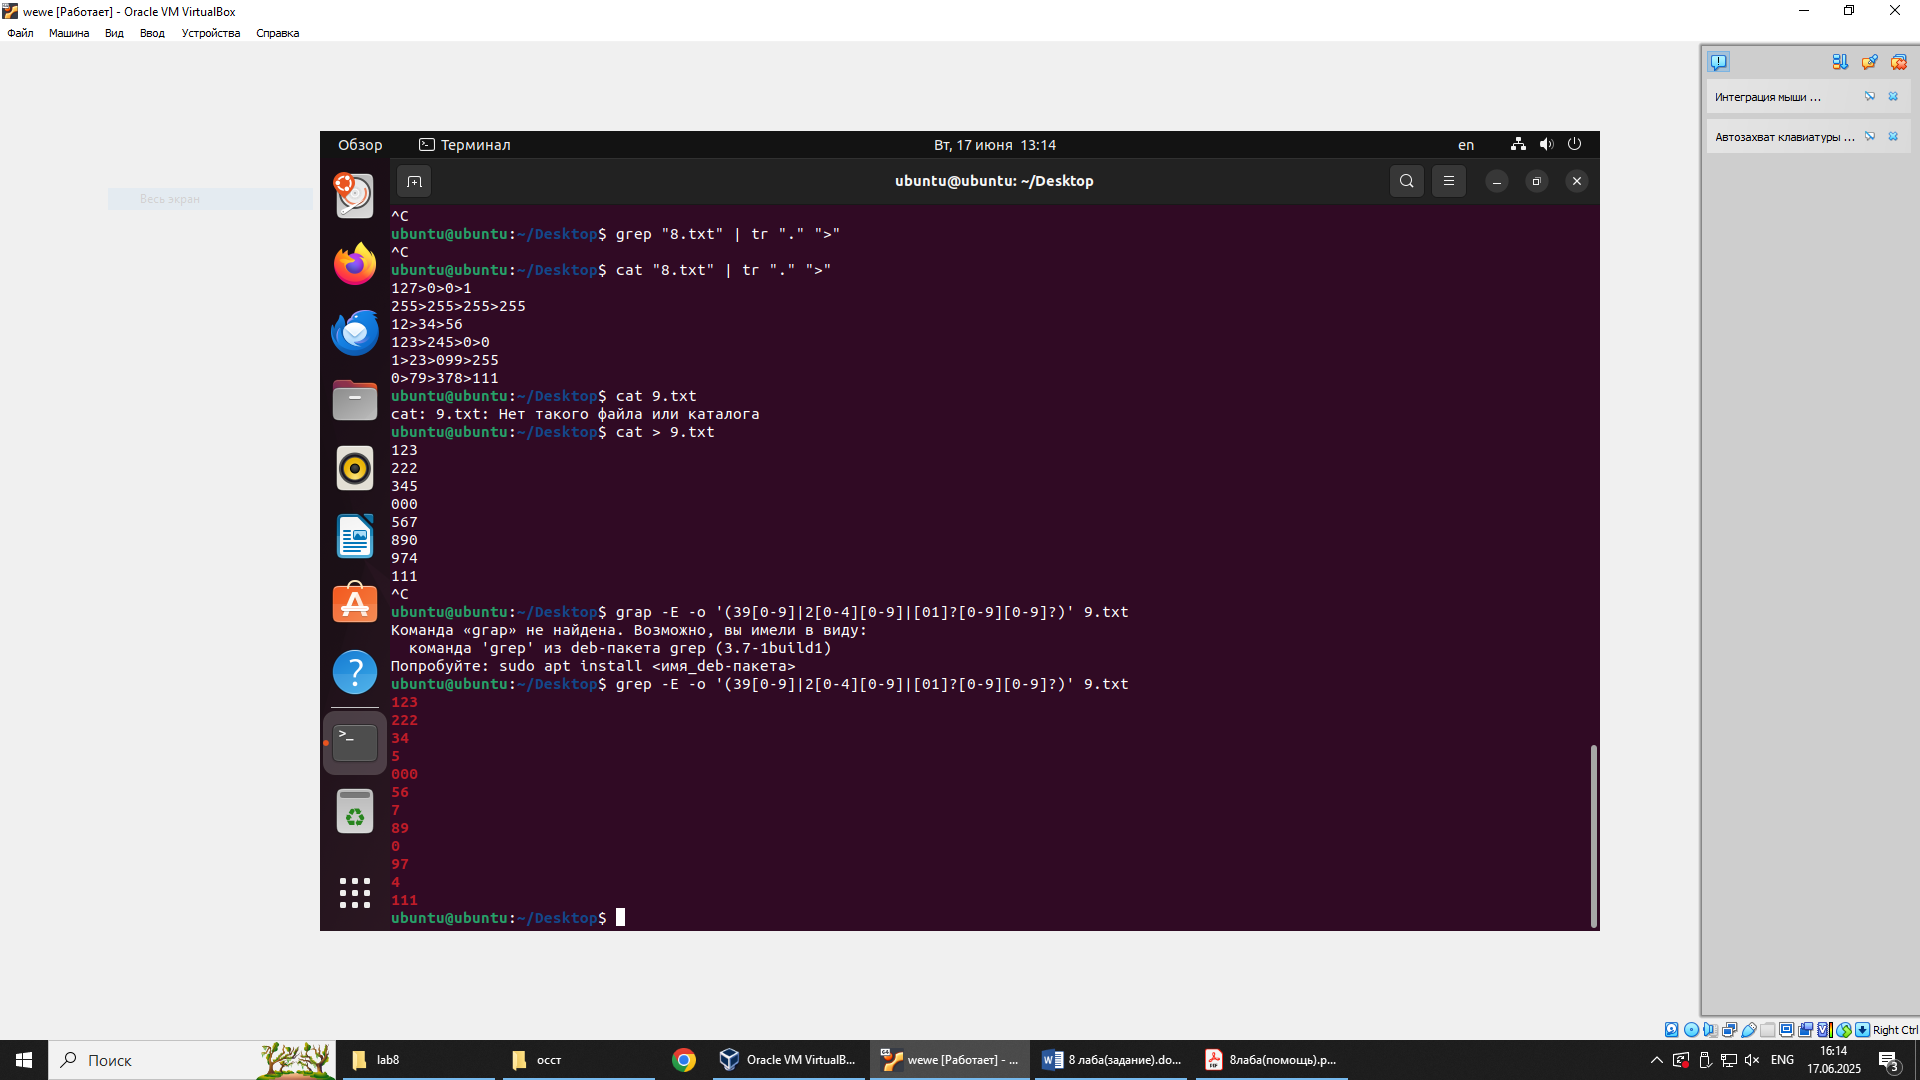 wewe [Работает] - Oracle VM VirtualBox
Файл Машина Вид Ввод Устройства Справка
Интеграция мыши ...
Автозахват клавиатуры ...
Весь экран
Обзор Терминал Вт, 17 июня 13:14 en
ubuntu@ubuntu: ~/Desktop
^C
ubuntu@ubuntu:~/Desktop$ grep "8.txt" | tr "." ">"
^C
ubuntu@ubuntu:~/Desktop$ cat "8.txt" | tr "." ">"
127>0>0>1
255>255>255>255
12>34>56
123>245>0>0
1>23>099>255
0>79>378>111
ubuntu@ubuntu:~/Desktop$ cat 9.txt
cat: 9.txt: Нет такого файла или каталога
ubuntu@ubuntu:~/Desktop$ cat > 9.txt
123
222
345
000
567
890
974
111
^C
ubuntu@ubuntu:~/Desktop$ grap -E -o '(39[0-9]|2[0-4][0-9]|[01]?[0-9][0-9]?)' 9.txt
Команда «grap» не найдена. Возможно, вы имели в виду:
команда 'grep' из deb-пакета grep (3.7-1build1)
Попробуйте: sudo apt install <имя_deb-пакета>
ubuntu@ubuntu:~/Desktop$ grep -E -o '(39[0-9]|2[0-4][0-9]|[01]?[0-9][0-9]?)' 9.txt
123
222
34
5
000
56
7
89
0
97
4
111
ubuntu@ubuntu:~/Desktop$
Right Ctrl
Поиск
lab8
осст
Oracle VM VirtualB...
wewe [Работает] - ...
8 лаба(задание).do...
8лаба(помощь).p...
ENG
16:14
17.06.2025
3